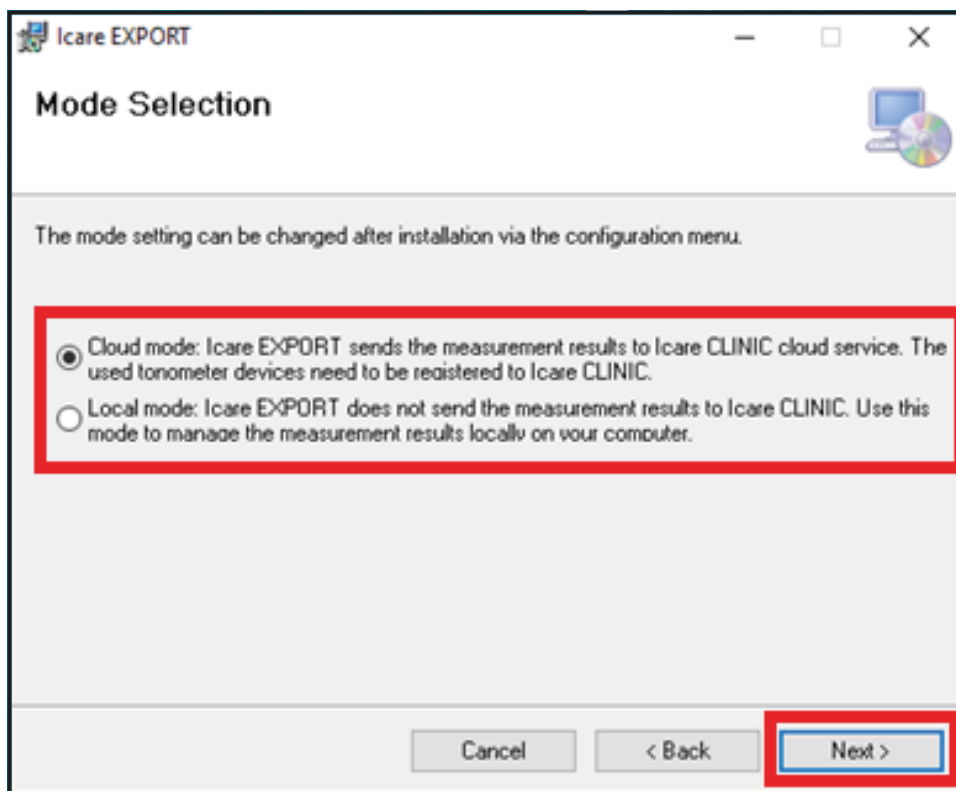 Icare EXPORT
Mode Selection
The mode setting can be changed after installation via the configuration menu.
Cloud mode: Icare EXPORT sends the measurement results to Icare CLINIC cloud service. The
used tonometer devices need to be registered to Icare CLINIC.
Local mode: Icare EXPORT does not send the measurement results to Icare CLINIC. Use this
mode to manage the measurement results locally on your computer.
Cancel
< Back
Next >